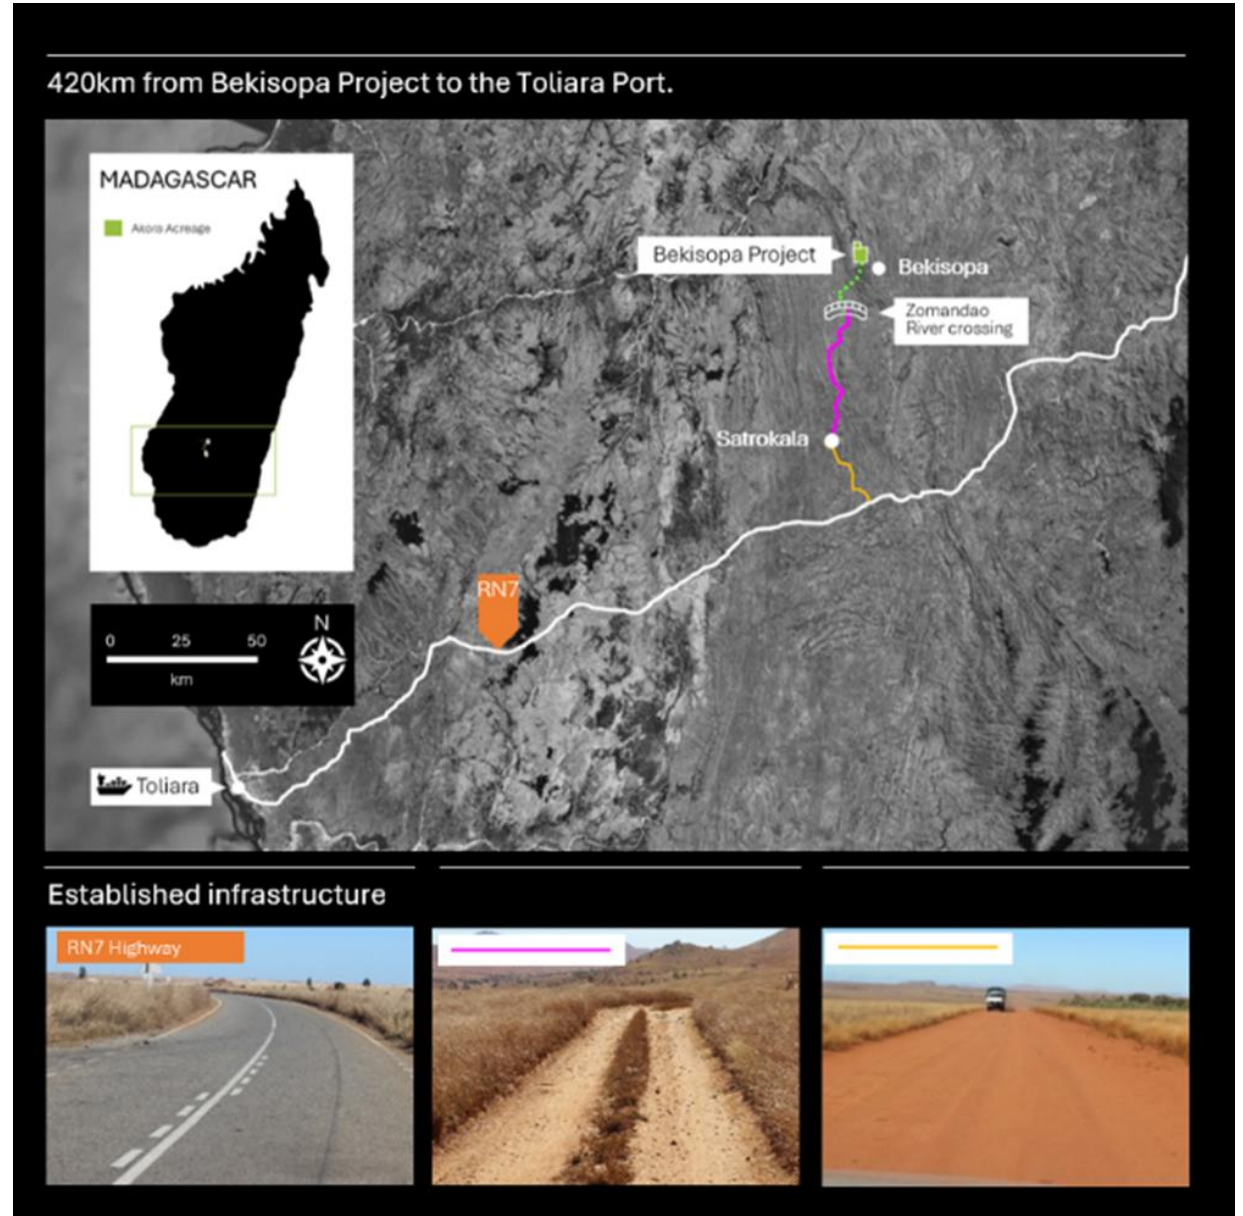 420km from Bekisopa Project to the Toliara Port.
MADAGASCAR
Akora Acreage
Bekisopa Project
Bekisopa
Zomandao
River crossing
Satrokala
RN7
0 25 50
km
N
Toliara
Established infrastructure
RN7 Highway